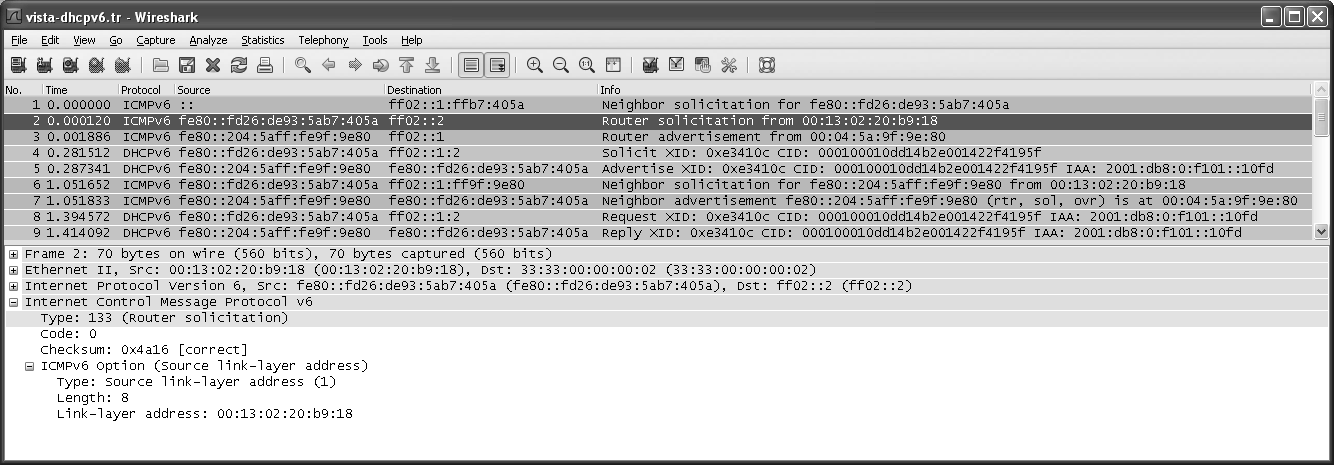 vista-dhcpv6.tr - Wireshark
File Edit View Go Capture Analyze Statistics Telephony Tools Help
No. Time Protocol Source Destination Info
1 0.000000 ICMPv6 :: ff02::1:ffb7:405a Neighbor solicitation for fe80::fd26:de93:5ab7:405a
2 0.000120 ICMPv6 fe80::fd26:de93:5ab7:405a ff02::2 Router solicitation from 00:13:02:20:b9:18
3 0.001886 ICMPv6 fe80::204:5aff:fe9f:9e80 ff02::1 Router advertisement from 00:04:5a:9f:9e:80
4 0.281512 DHCPv6 fe80::fd26:de93:5ab7:405a ff02::1:2 Solicit XID: 0xe3410c CID: 000100010dd14b2e001422f4195f
5 0.287341 DHCPv6 fe80::204:5aff:fe9f:9e80 fe80::fd26:de93:5ab7:405a Advertise XID: 0xe3410c CID: 000100010dd14b2e001422f4195f IAA: 2001:db8:0:f101::10fd
6 1.051652 ICMPv6 fe80::fd26:de93:5ab7:405a ff02::1:ff9f:9e80 Neighbor solicitation for fe80::204:5aff:fe9f:9e80 from 00:13:02:20:b9:18
7 1.051833 ICMPv6 fe80::204:5aff:fe9f:9e80 fe80::fd26:de93:5ab7:405a Neighbor advertisement fe80::204:5aff:fe9f:9e80 (rtr, sol, ovr) is at 00:04:5a:9f:9e:80
8 1.394572 DHCPv6 fe80::fd26:de93:5ab7:405a ff02::1:2 Request XID: 0xe3410c CID: 000100010dd14b2e001422f4195f IAA: 2001:db8:0:f101::10fd
9 1.414092 DHCPv6 fe80::204:5aff:fe9f:9e80 fe80::fd26:de93:5ab7:405a Reply XID: 0xe3410c CID: 000100010dd14b2e001422f4195f IAA: 2001:db8:0:f101::10fd
Frame 2: 70 bytes on wire (560 bits), 70 bytes captured (560 bits)
Ethernet II, Src: 00:13:02:20:b9:18 (00:13:02:20:b9:18), Dst: 33:33:00:00:00:02 (33:33:00:00:00:02)
Internet Protocol Version 6, Src: fe80::fd26:de93:5ab7:405a (fe80::fd26:de93:5ab7:405a), Dst: ff02::2 (ff02::2)
Internet Control Message Protocol v6
Type: 133 (Router solicitation)
Code: 0
Checksum: 0x4a16 [correct]
ICMPv6 Option (Source link-layer address)
Type: Source link-layer address (1)
Length: 8
Link-layer address: 00:13:02:20:b9:18